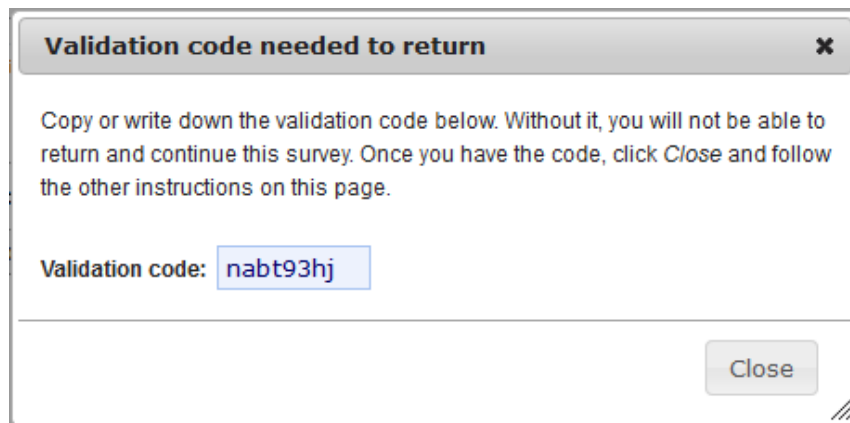 Validation code needed to return
Copy or write down the validation code below. Without it, you will not be able to
return and continue this survey. Once you have the code, click Close and follow
the other instructions on this page.
Validation code: nabt93hj
Close